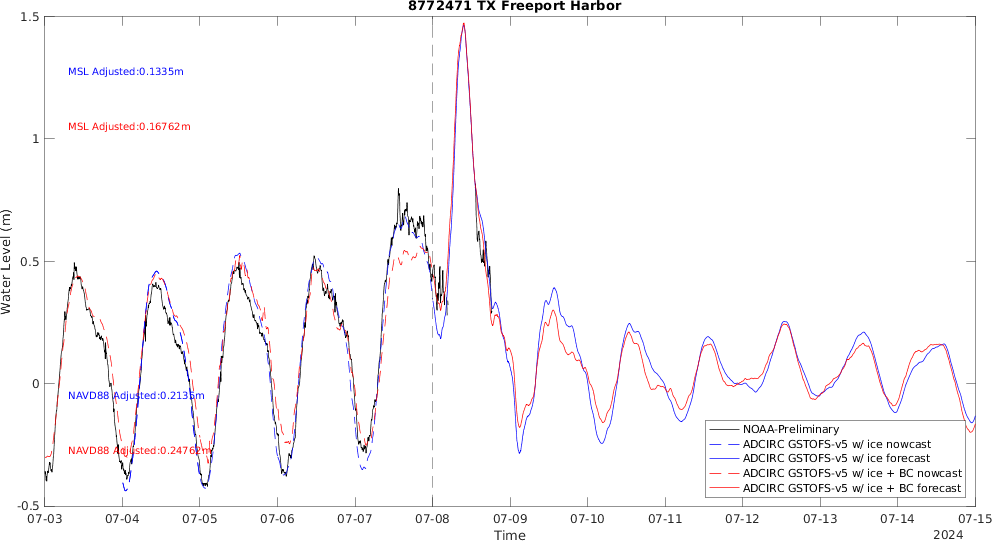 8772471 TX Freeport Harbor
1.5
MSL Adjusted:0.1335m
1
MSL Adjusted:0.16762m
0.5
Water Level (m)
0
NAVD88 Adjusted:0.2135m
NAVD88 Adjusted:0.24762m
-0.5
NOAA-Preliminary
ADCIRC GSTOFS-v5 w/ ice nowcast
ADCIRC GSTOFS-v5 w/ ice forecast
ADCIRC GSTOFS-v5 w/ ice + BC nowcast
ADCIRC GSTOFS-v5 w/ ice + BC forecast
07-03 07-04 07-05 07-06 07-07 07-08 07-09 07-10 07-11 07-12 07-13 07-14 07-15
Time
2024